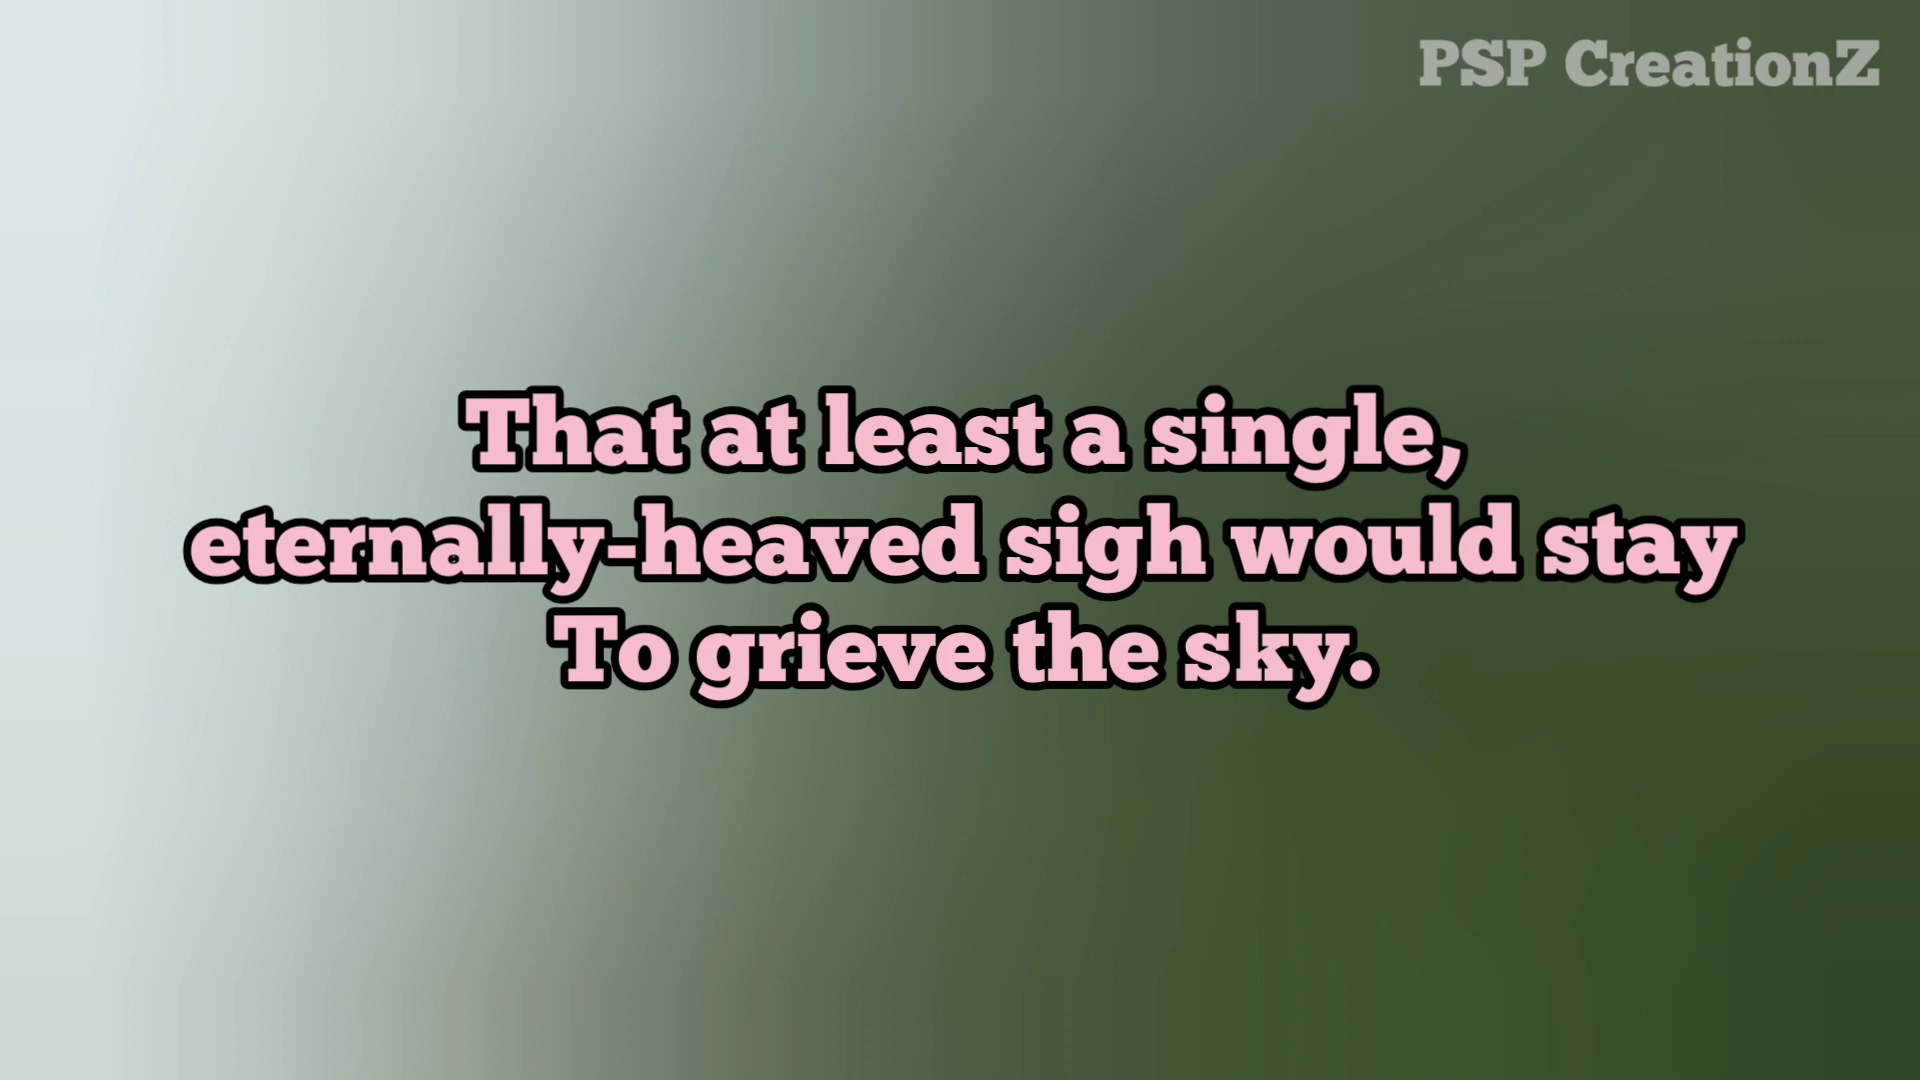 PSP CreationZ
That at least a single,
eternally-heaved sigh would stay
To grieve the sky.